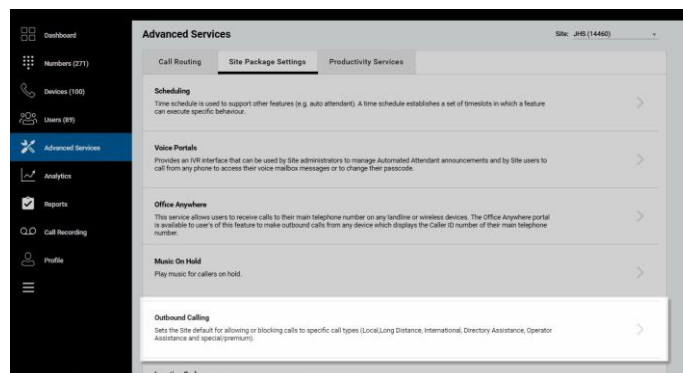 Dashboard
Numbers (271)
Devices (100)
Users (89)
Advanced Services
Analytics
Reports
Call Recording
Profile
Advanced Services
Site: JHS (14460)
Call Routing
Site Package Settings
Productivity Services
Scheduling
Time schedule is used to support other features (e.g. auto attendant). A time schedule establishes a set of timeslots in which a feature
can execute specific behaviour.
Voice Portals
Provides an IVR interface that can be used by Site administrators to manage Automated Attendant announcements and by Site users to
call from any phone to access their voice mailbox messages or to change their passcode.
Office Anywhere
This service allows users to receive calls to their main telephone number on any landline or wireless devices. The Office Anywhere portal
is available to user's of this feature to make outbound calls from any device which displays the Caller ID number of their main telephone
number.
Music On Hold
Play music for callers on hold.
Outbound Calling
Sets the Site default for allowing or blocking calls to specific call types (Local,Long Distance, International, Directory Assistance, Operator
Assistance and special/premium).